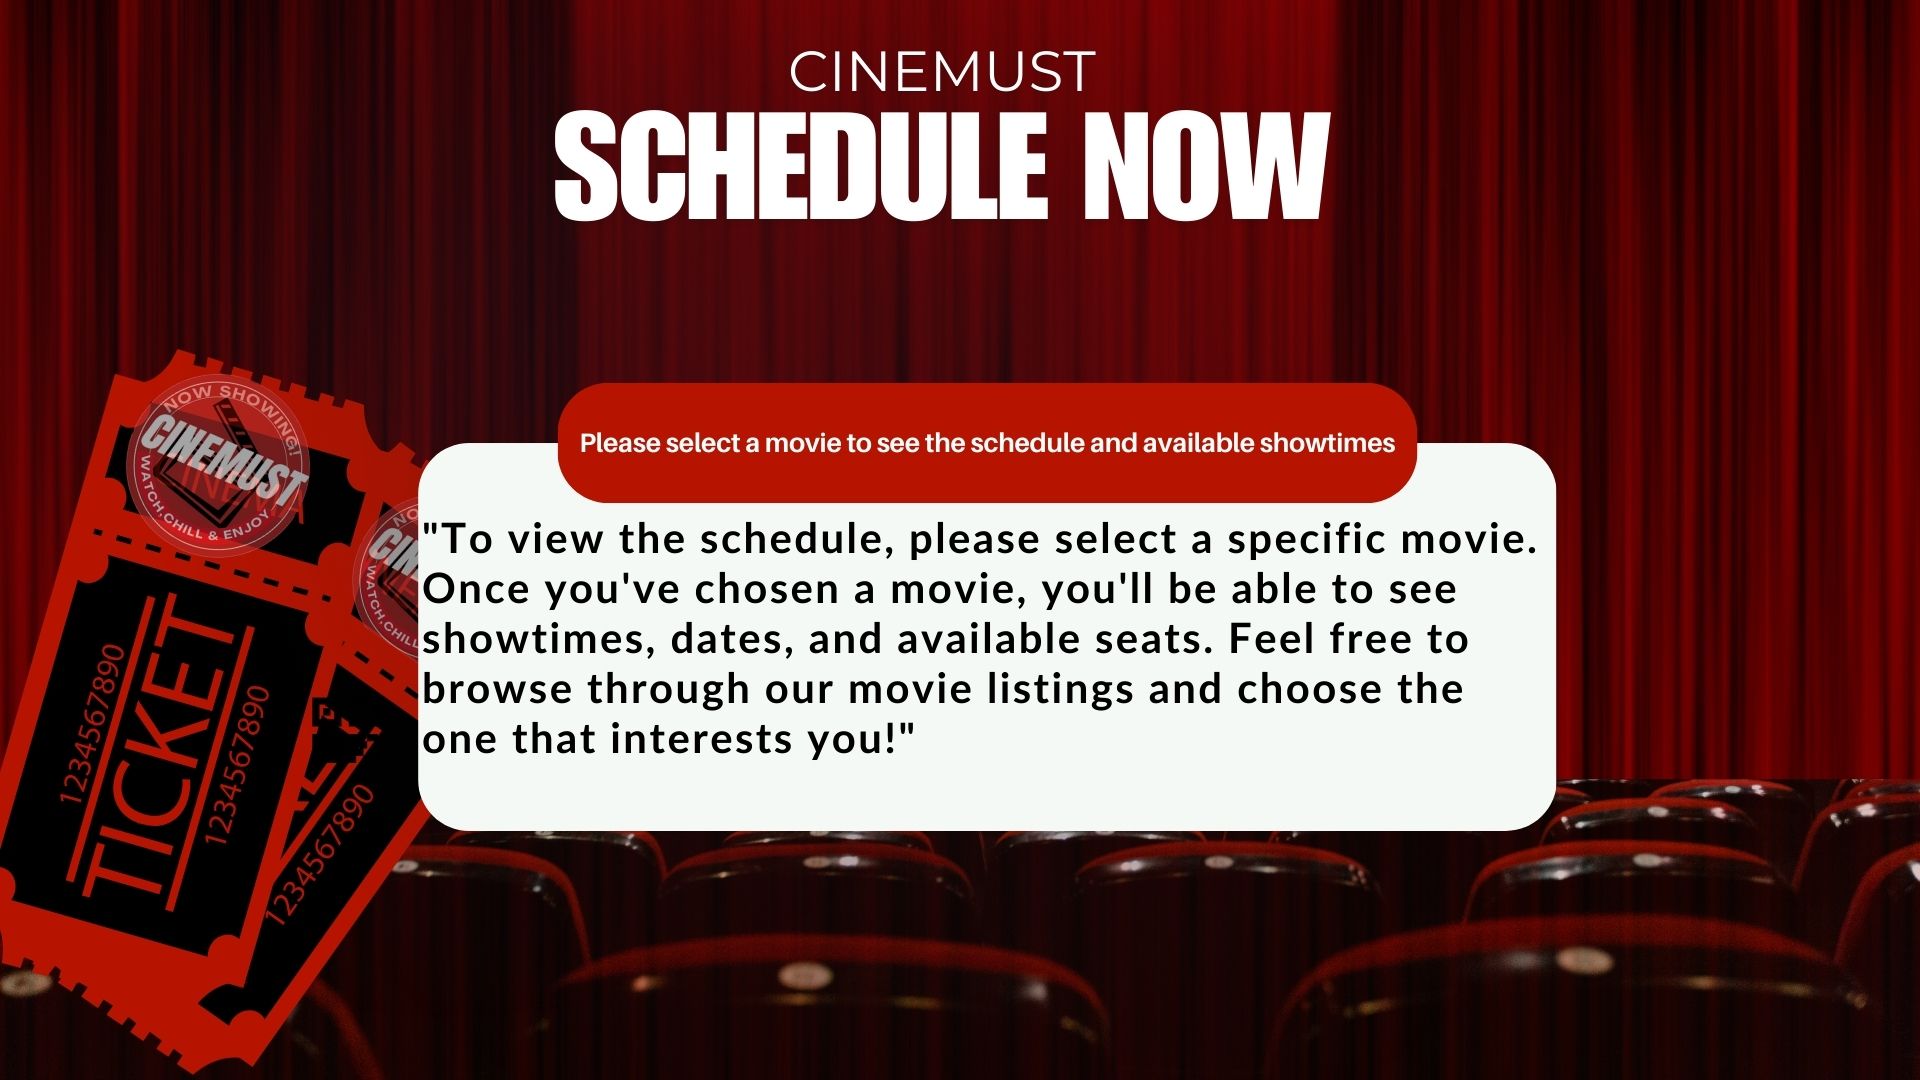 CINEMUST
SCHEDULE NOW
Please select a movie to see the schedule and available showtimes
"To view the schedule, please select a specific movie.
Once you've chosen a movie, you'll be able to see
showtimes, dates, and available seats. Feel free to
browse through our movie listings and choose the
one that interests you!"
NOW SHOWING!
CINEMUST
WATCH,CHILL & ENJOY
TICKET
1234567890
1234567890
1234567890